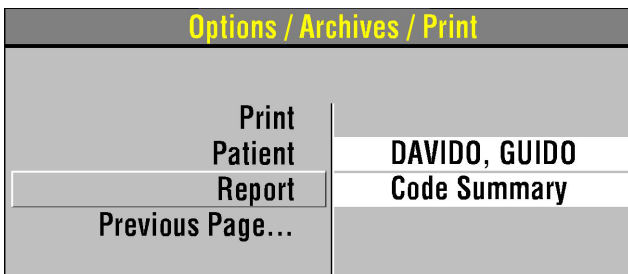 Options / Archives / Print
Print
Patient DAVIDO, GUIDO
Report Code Summary
Previous Page...